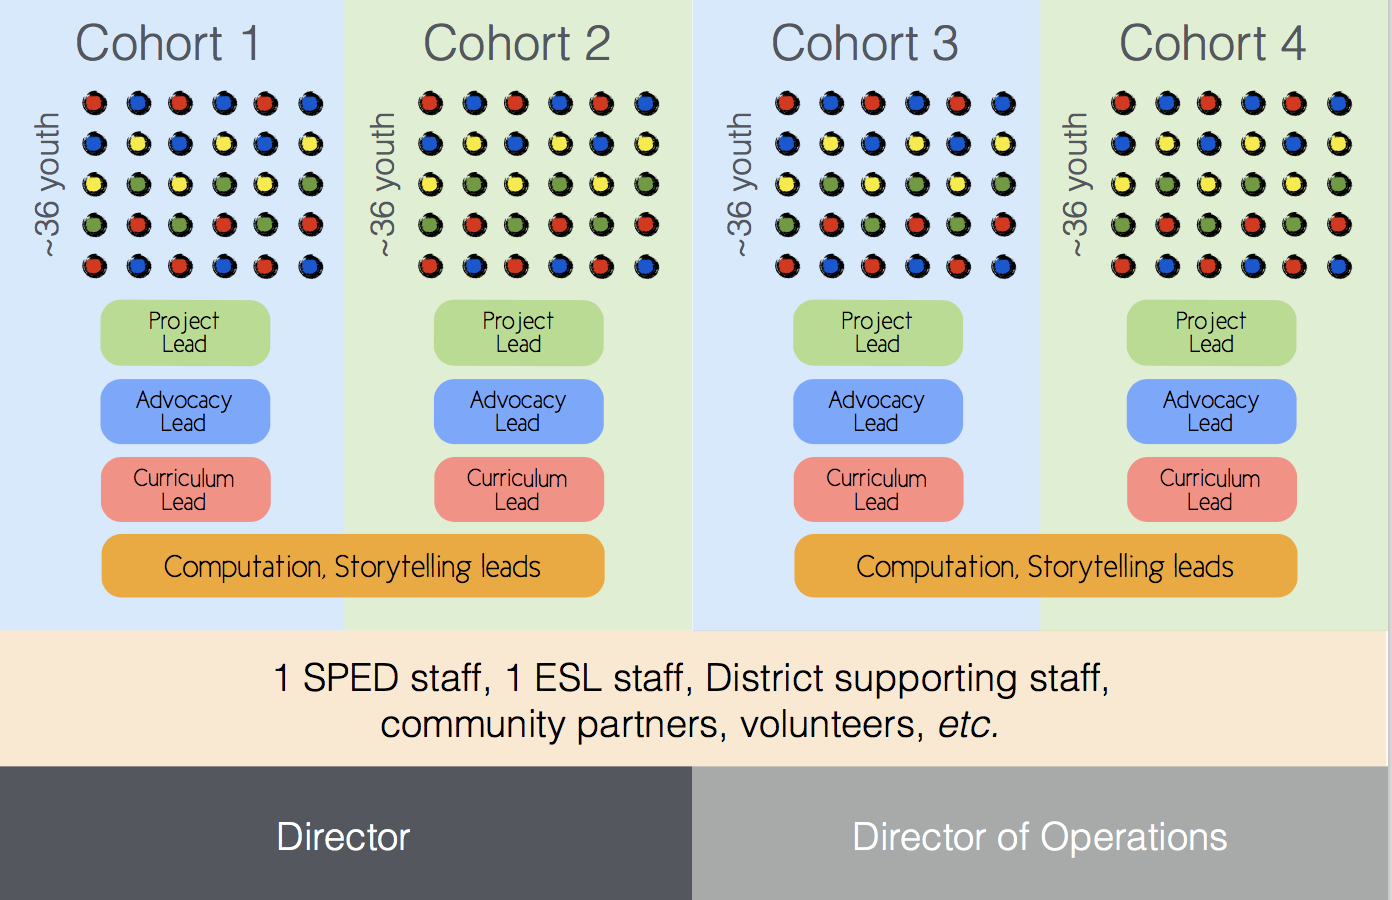 Cohort 1
Cohort 2
Cohort 3
Cohort 4
~36 youth
~36 youth
~36 youth
~36 youth
Project
Lead
Project
Lead
Project
Lead
Project
Lead
Advocacy
Lead
Advocacy
Lead
Advocacy
Lead
Advocacy
Lead
Curriculum
Lead
Curriculum
Lead
Curriculum
Lead
Curriculum
Lead
Computation, Storytelling leads
Computation, Storytelling leads
1 SPED staff, 1 ESL staff, District supporting staff,
community partners, volunteers, etc.
Director
Director of Operations